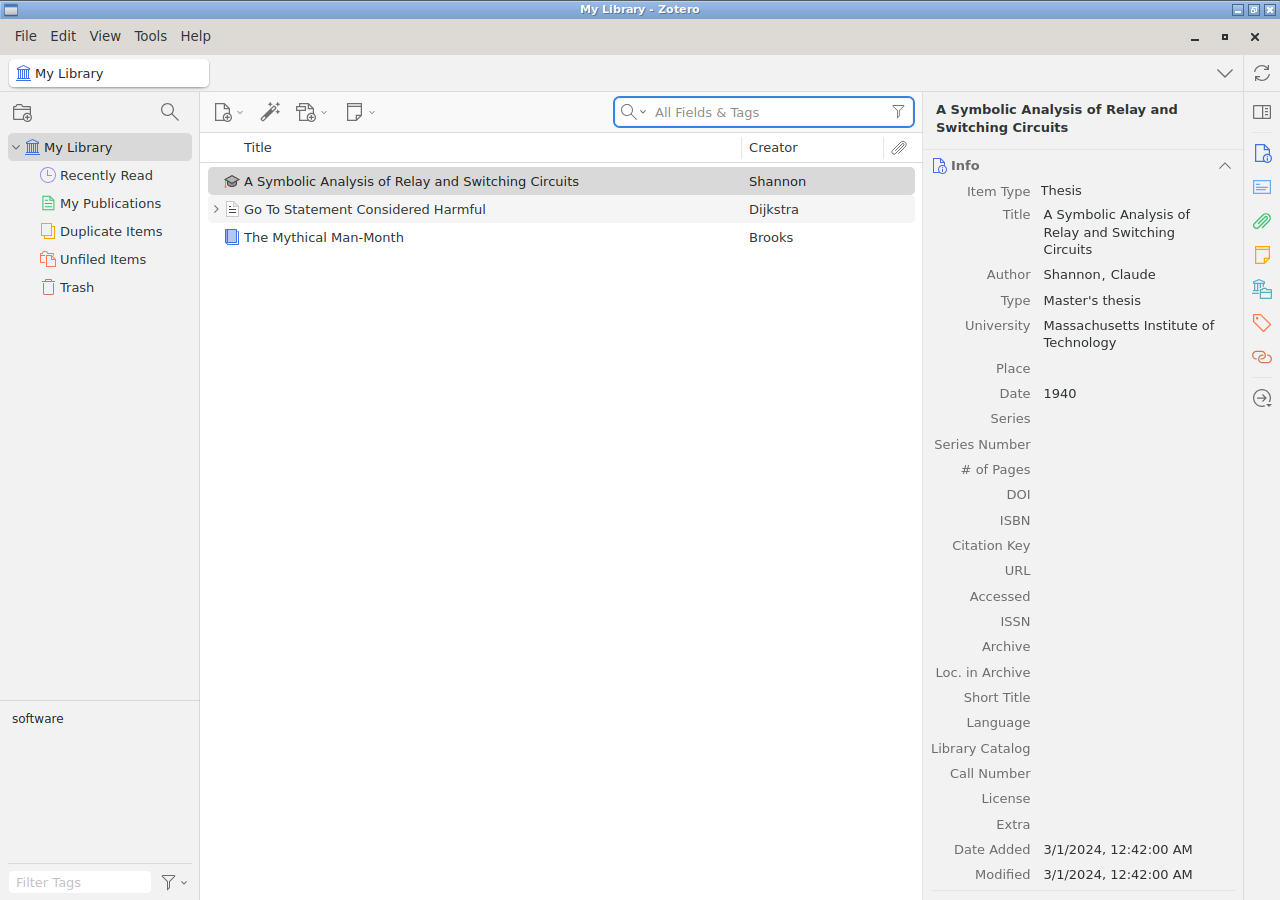 My Library - Zotero
File Edit View Tools Help
My Library
My Library
Recently Read
My Publications
Duplicate Items
Unfiled Items
Trash
software
Filter Tags
All Fields & Tags
Title Creator
A Symbolic Analysis of Relay and Switching Circuits Shannon
Go To Statement Considered Harmful Dijkstra
The Mythical Man-Month Brooks
A Symbolic Analysis of Relay and
Switching Circuits
Info
Item Type Thesis
Title A Symbolic Analysis of
Relay and Switching
Circuits
Author Shannon, Claude
Type Master's thesis
University Massachusetts Institute of
Technology
Place
Date 1940
Series
Series Number
# of Pages
DOI
ISBN
Citation Key
URL
Accessed
ISSN
Archive
Loc. in Archive
Short Title
Language
Library Catalog
Call Number
License
Extra
Date Added 3/1/2024, 12:42:00 AM
Modified 3/1/2024, 12:42:00 AM